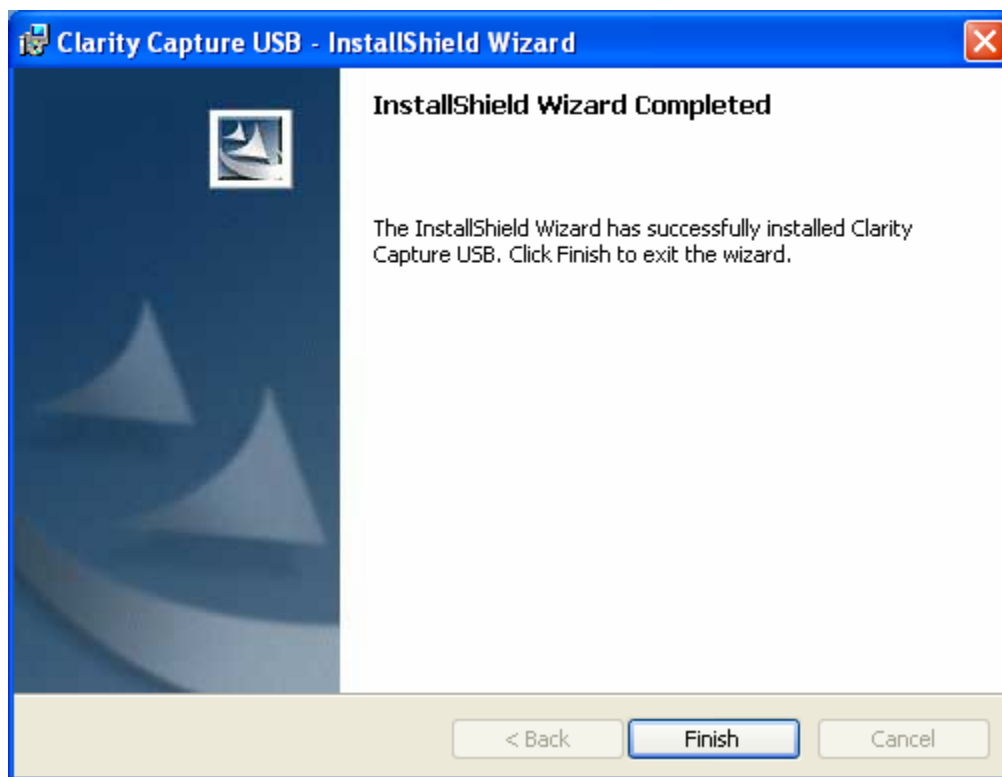 Clarity Capture USB - InstallShield Wizard
InstallShield Wizard Completed
The InstallShield Wizard has successfully installed Clarity
Capture USB. Click Finish to exit the wizard.
< Back
Finish
Cancel